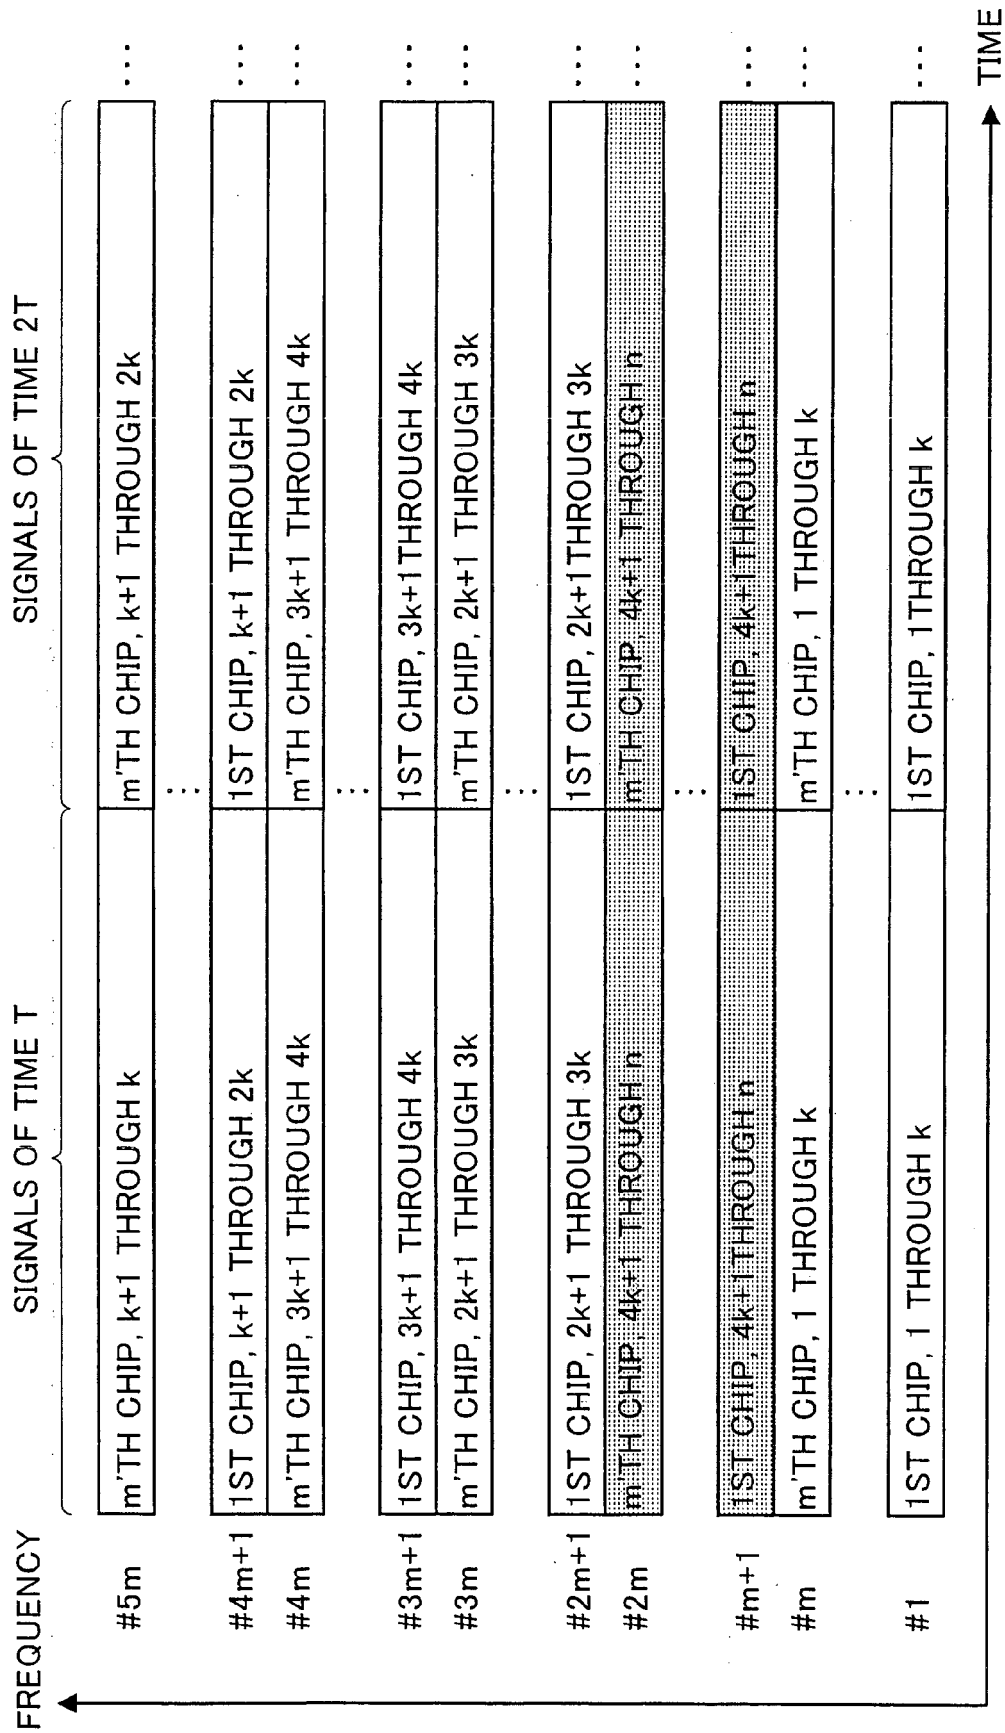 FREQUENCY
SIGNALS OF TIME T
SIGNALS OF TIME 2T
#5m
m'TH CHIP, k+1 THROUGH k
m'TH CHIP, k+1 THROUGH 2k
...
...
#4m+1
1ST CHIP, k+1 THROUGH 2k
1ST CHIP, k+1 THROUGH 2k
...
#4m
m'TH CHIP, 3k+1 THROUGH 4k
m'TH CHIP, 3k+1 THROUGH 4k
...
...
#3m+1
1ST CHIP, 3k+1 THROUGH 4k
1ST CHIP, 3k+1THROUGH 4k
...
#3m
m'TH CHIP, 2k+1 THROUGH 3k
m'TH CHIP, 2k+1 THROUGH 3k
...
...
#2m+1
1ST CHIP, 2k+1 THROUGH 3k
1ST CHIP, 2k+1THROUGH 3k
...
#2m
m'TH CHIP, 4k+1 THROUGH n
m'TH CHIP, 4k+1 THROUGH n
...
...
#m+1
1ST CHIP, 4k+1THROUGH n
1ST CHIP, 4k+1THROUGH n
...
#m
m'TH CHIP, 1 THROUGH k
m'TH CHIP, 1 THROUGH k
...
...
#1
1ST CHIP, 1 THROUGH k
1ST CHIP, 1THROUGH k
...
TIME